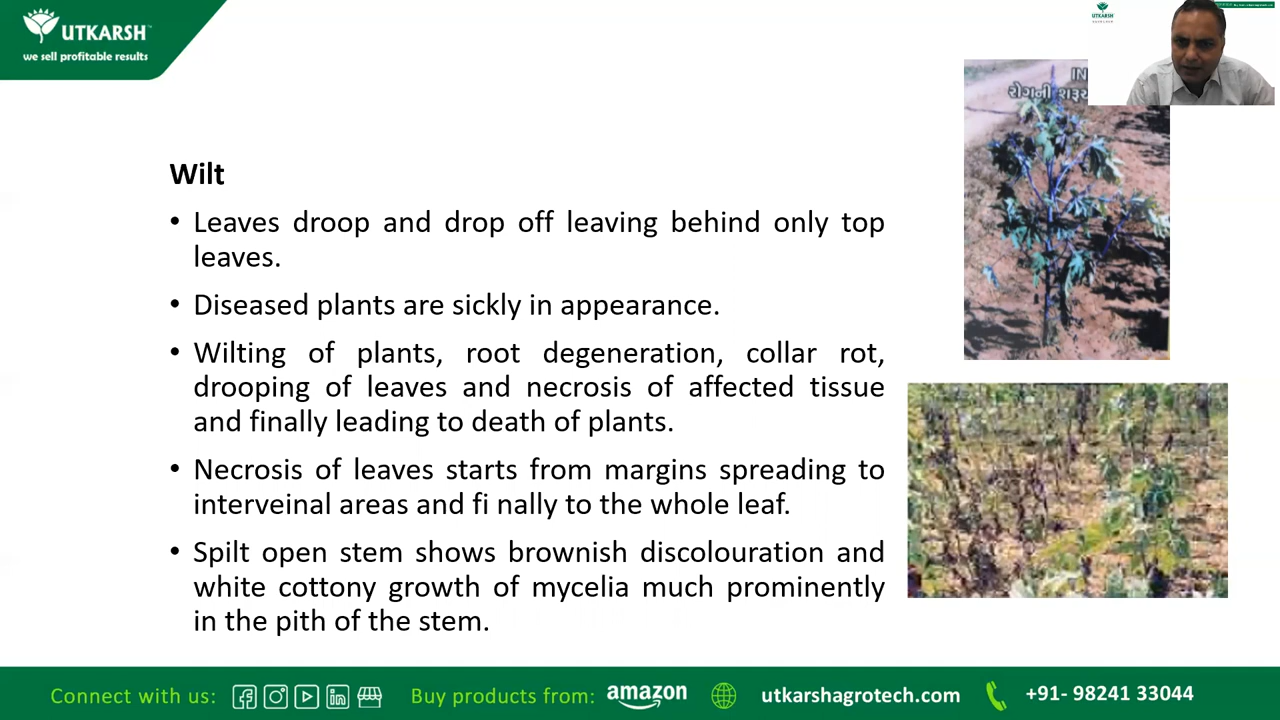 UTKARSH
we sell profitable results
UTKARSH
IN
રોગની શરૂઆ
Wilt
• Leaves droop and drop off leaving behind only top
leaves.
• Diseased plants are sickly in appearance.
• Wilting of plants, root degeneration, collar rot,
drooping of leaves and necrosis of affected tissue
and finally leading to death of plants.
• Necrosis of leaves starts from margins spreading to
interveinal areas and fi nally to the whole leaf.
• Spilt open stem shows brownish discolouration and
white cottony growth of mycelia much prominently
in the pith of the stem.
Connect with us:
Buy products from: amazon
utkarshagrotech.com
+91- 98241 33044